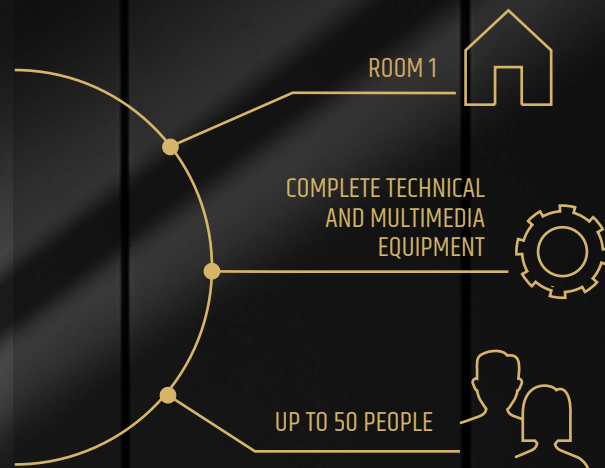 ROOM 1
COMPLETE TECHNICAL
AND MULTIMEDIA
EQUIPMENT
UP TO 50 PEOPLE